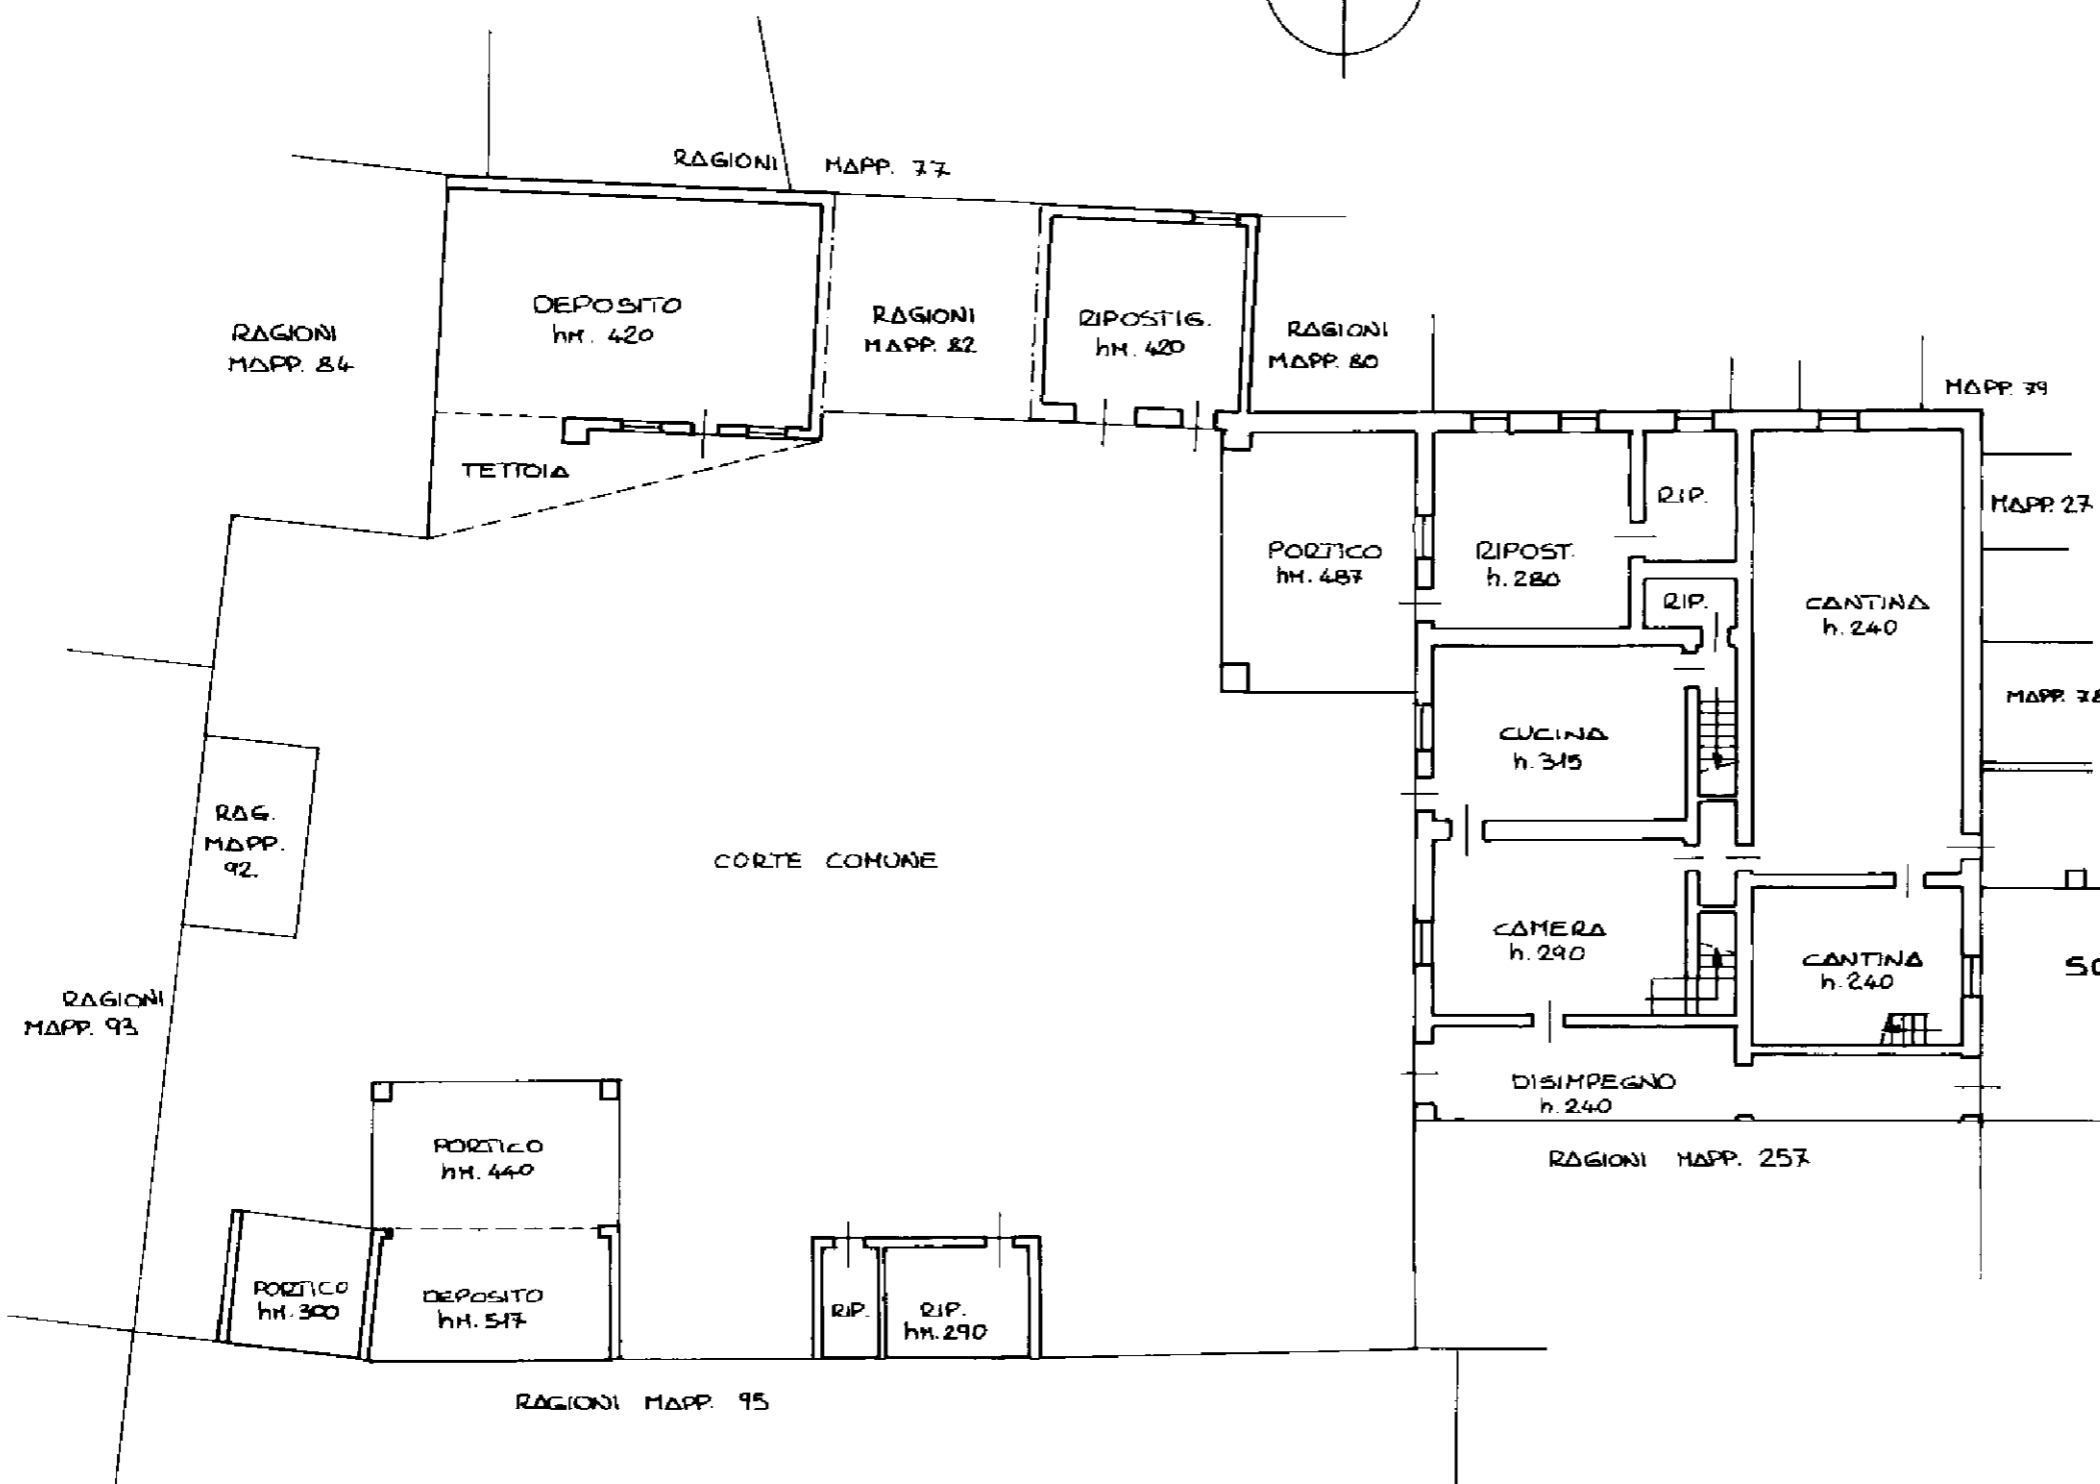 RAGIONI MAPP. 77
DEPOSITO
hM. 420
RAGIONI
MAPP. 84
RAGIONI
MAPP. 82
RIPOSTIG.
hM. 420
RAGIONI
MAPP. 80
MAPP. 79
TETTOIA
PORTICO
hM. 487
RIPOST.
h. 280
RIP.
RIP.
CANTINA
h. 240
MAPP. 27
MAPP. 78
CUCINA
h. 315
RAG.
MAPP.
92.
CORTE COMUNE
CAMERA
h. 290
CANTINA
h. 240
SO
RAGIONI
MAPP. 93
DISIMPEGNO
h. 240
PORTICO
hM. 440
RAGIONI MAPP. 257
PORTICO
hM. 300
DEPOSITO
hM. 517
RIP.
RIP.
hM. 290
RAGIONI MAPP. 95